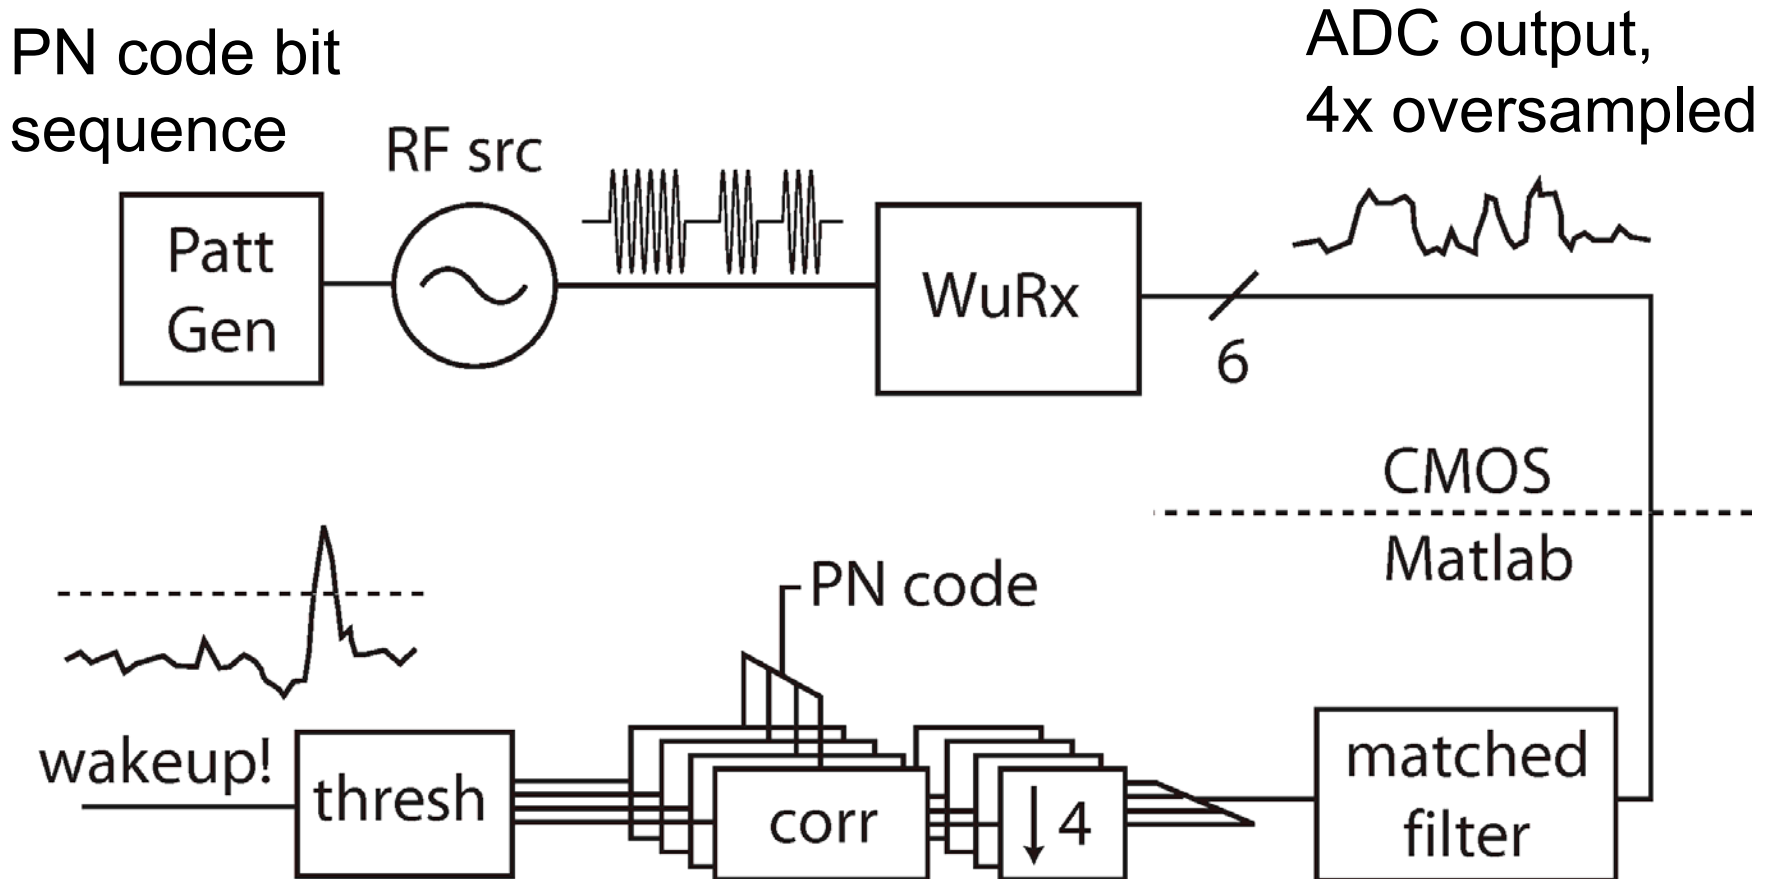 PN code bit
sequence
ADC output,
4x oversampled
RF src
Patt
Gen
WuRx
6
CMOS
Matlab
PN code
wakeup!
thresh
corr
↓4
matched
filter